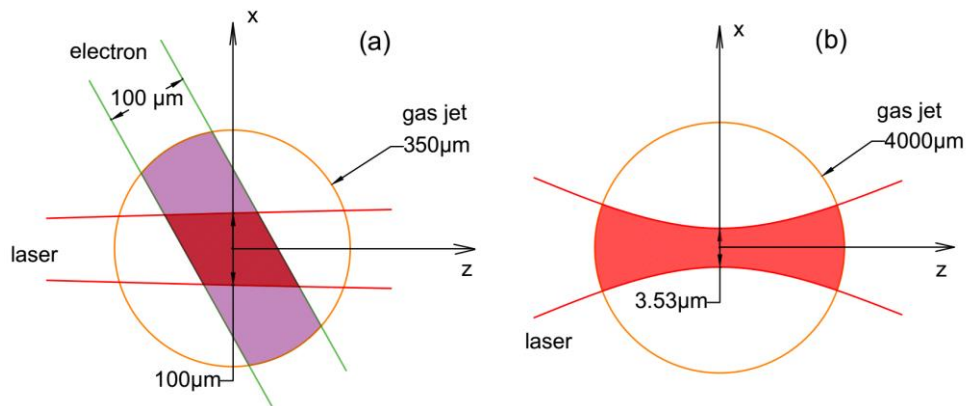 x
(a)
electron
100 μm
gas jet
350μm
laser
z
100μm
x
(b)
gas jet
4000μm
z
3.53μm
laser